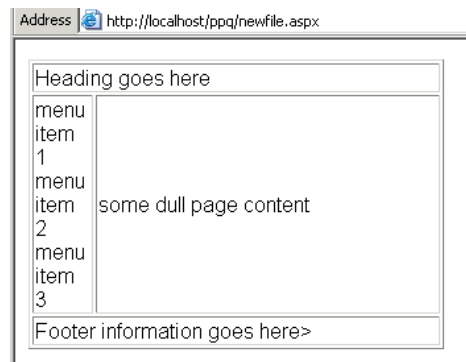 Address http://localhost/ppq/newfile.aspx
Heading goes here
menu
item
1
menu
item
2
menu
item
3
some dull page content
Footer information goes here>